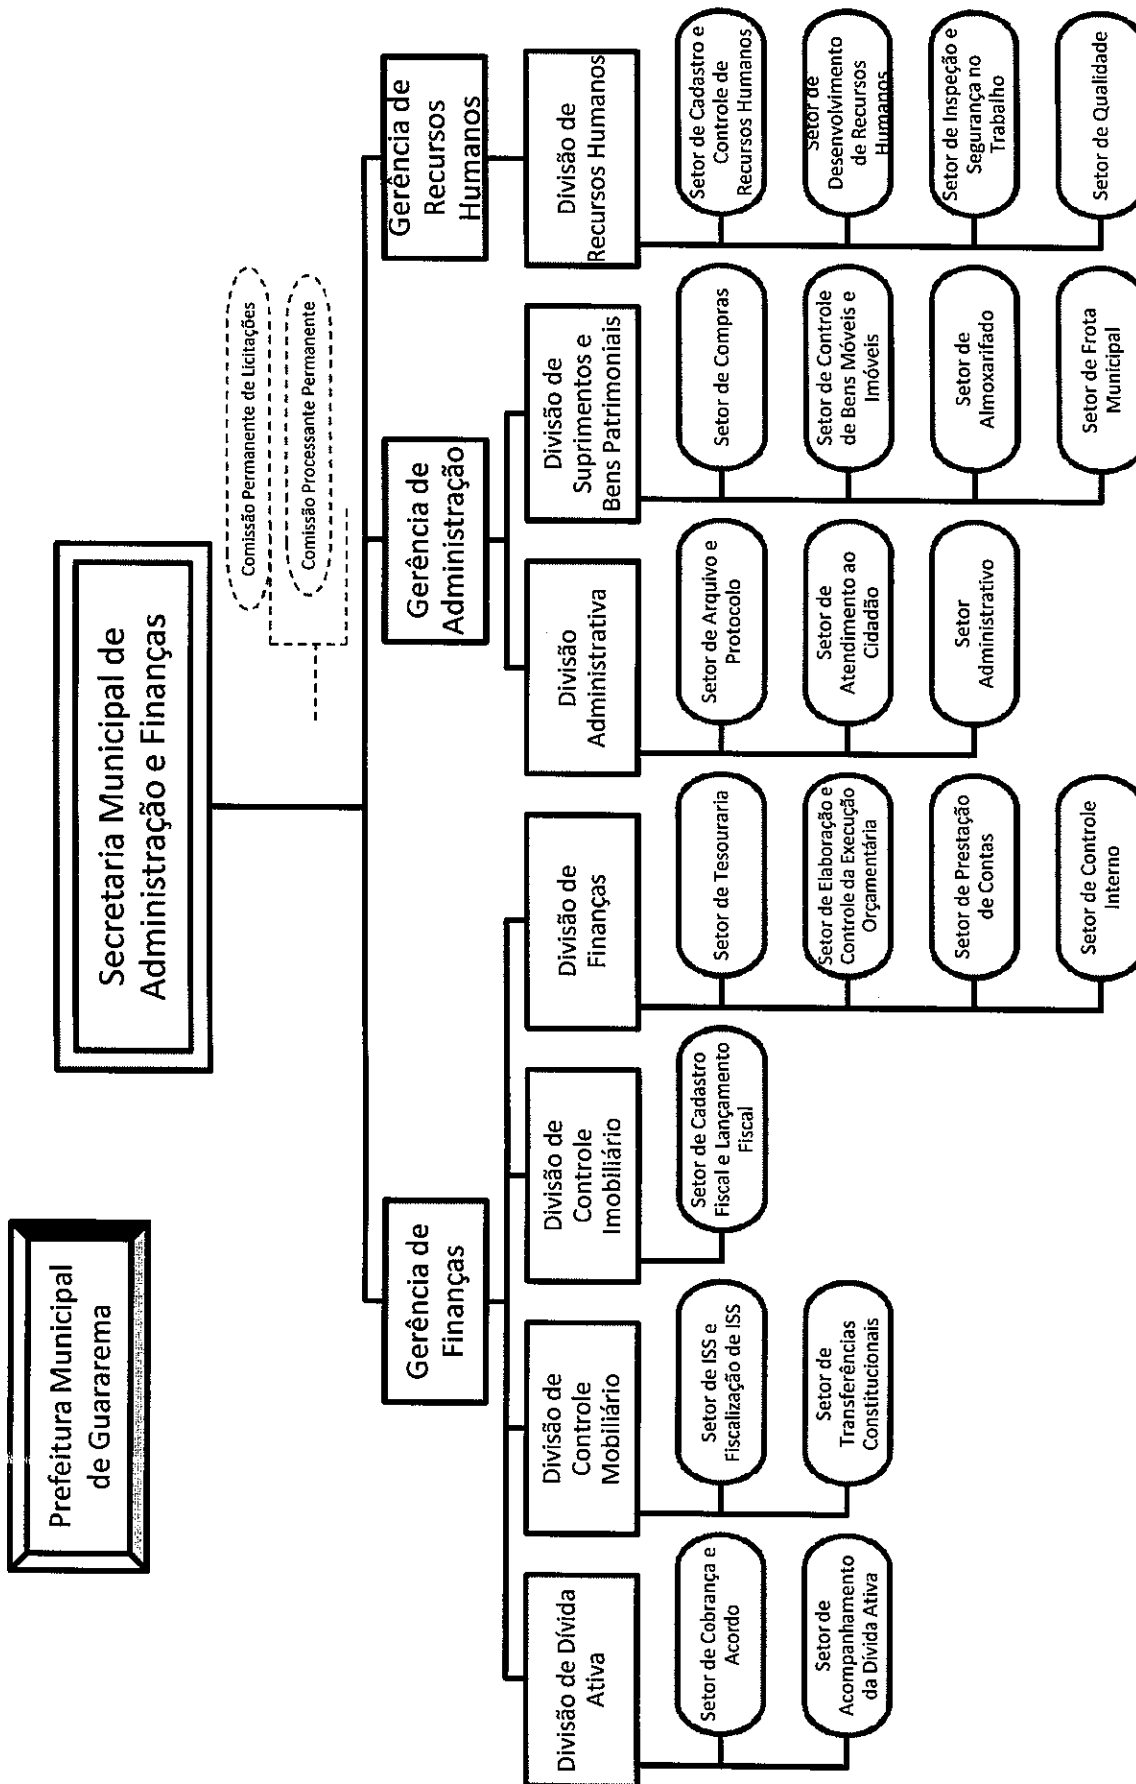 Prefeitura Municipal
de Guararema
Secretaria Municipal de
Administração e Finanças
Comissão Permanente de Licitações
Comissão Processante Permanente
Gerência de
Finanças
Gerência de
Administração
Gerência de
Recursos
Humanos
Divisão de Dívida
Ativa
Divisão de
Controle
Mobiliário
Divisão de
Controle
Imobiliário
Divisão de
Finanças
Divisão
Administrativa
Divisão de
Suprimentos e
Bens Patrimoniais
Divisão de
Recursos Humanos
Setor de Cobrança e
Acordo
Setor de
Acompanhamento
da Dívida Ativa
Setor de ISS e
Fiscalização de ISS
Setor de
Transferências
Constitucionais
Setor de Cadastro
Fiscal e Lançamento
Fiscal
Setor de Tesouraria
Setor de Elaboração e
Controle da Execução
Orçamentária
Setor de Prestação
de Contas
Setor de Controle
Interno
Setor de Arquivo e
Protocolo
Setor de
Atendimento ao
Cidadão
Setor
Administrativo
Setor de Compras
Setor de Controle
de Bens Móveis e
Imóveis
Setor de
Almoxarifado
Setor de Frota
Municipal
Setor de Cadastro e
Controle de
Recursos Humanos
Setor de
Desenvolvimento
de Recursos
Humanos
Setor de Inspeção e
Segurança no
Trabalho
Setor de Qualidade